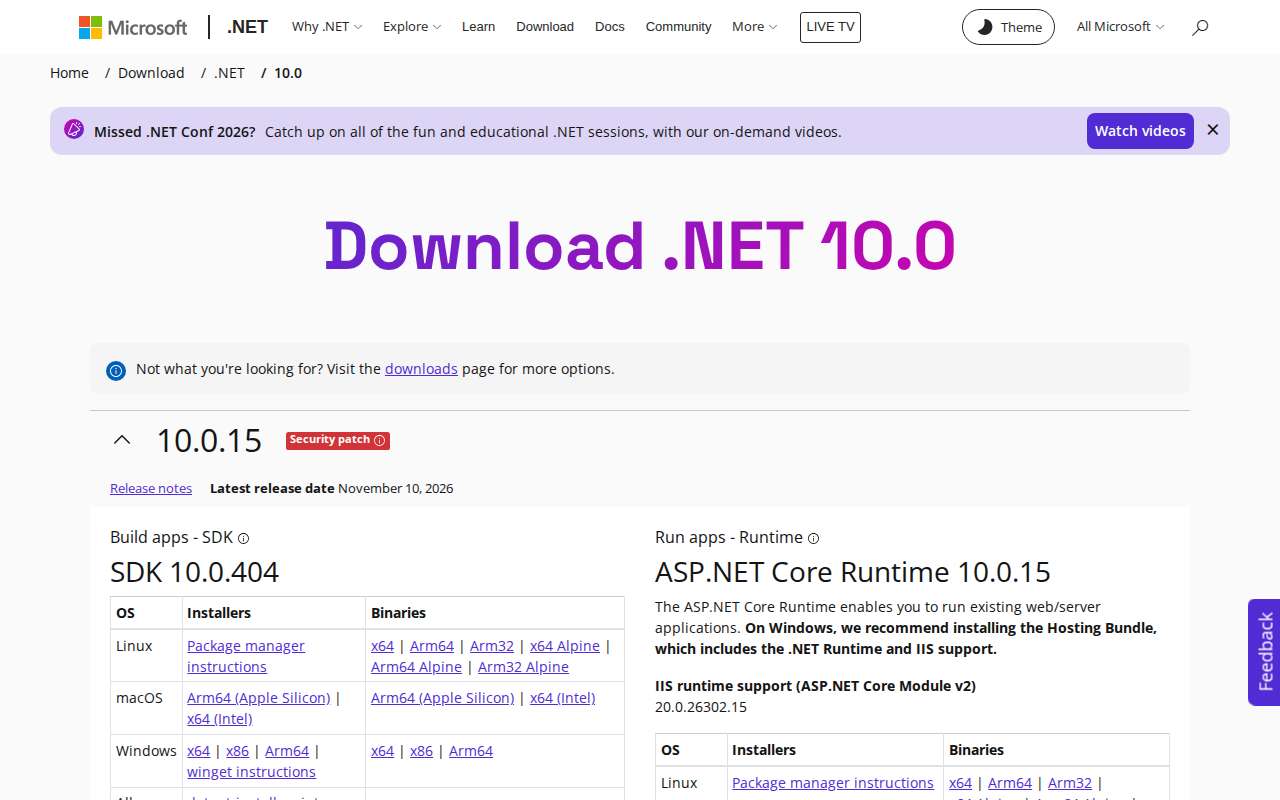 Microsoft | .NET Why .NET Explore Learn Download Docs Community More LIVE TV Theme All Microsoft
Home / Download / .NET / 10.0
Missed .NET Conf 2026? Catch up on all of the fun and educational .NET sessions, with our on-demand videos. Watch videos
Download .NET 10.0
Not what you're looking for? Visit the downloads page for more options.
10.0.15 Security patch
Release notes Latest release date November 10, 2026
Build apps - SDK
SDK 10.0.404
OS Installers Binaries
Linux Package manager instructions x64 | Arm64 | Arm32 | x64 Alpine |
Arm64 Alpine | Arm32 Alpine
macOS Arm64 (Apple Silicon) | x64 (Intel) Arm64 (Apple Silicon) | x64 (Intel)
Windows x64 | x86 | Arm64 |
winget instructions x64 | x86 | Arm64
Run apps - Runtime
ASP.NET Core Runtime 10.0.15
The ASP.NET Core Runtime enables you to run existing web/server
applications. On Windows, we recommend installing the Hosting Bundle,
which includes the .NET Runtime and IIS support.
IIS runtime support (ASP.NET Core Module v2)
20.0.26302.15
OS Installers Binaries
Linux Package manager instructions x64 | Arm64 | Arm32 |
Feedback